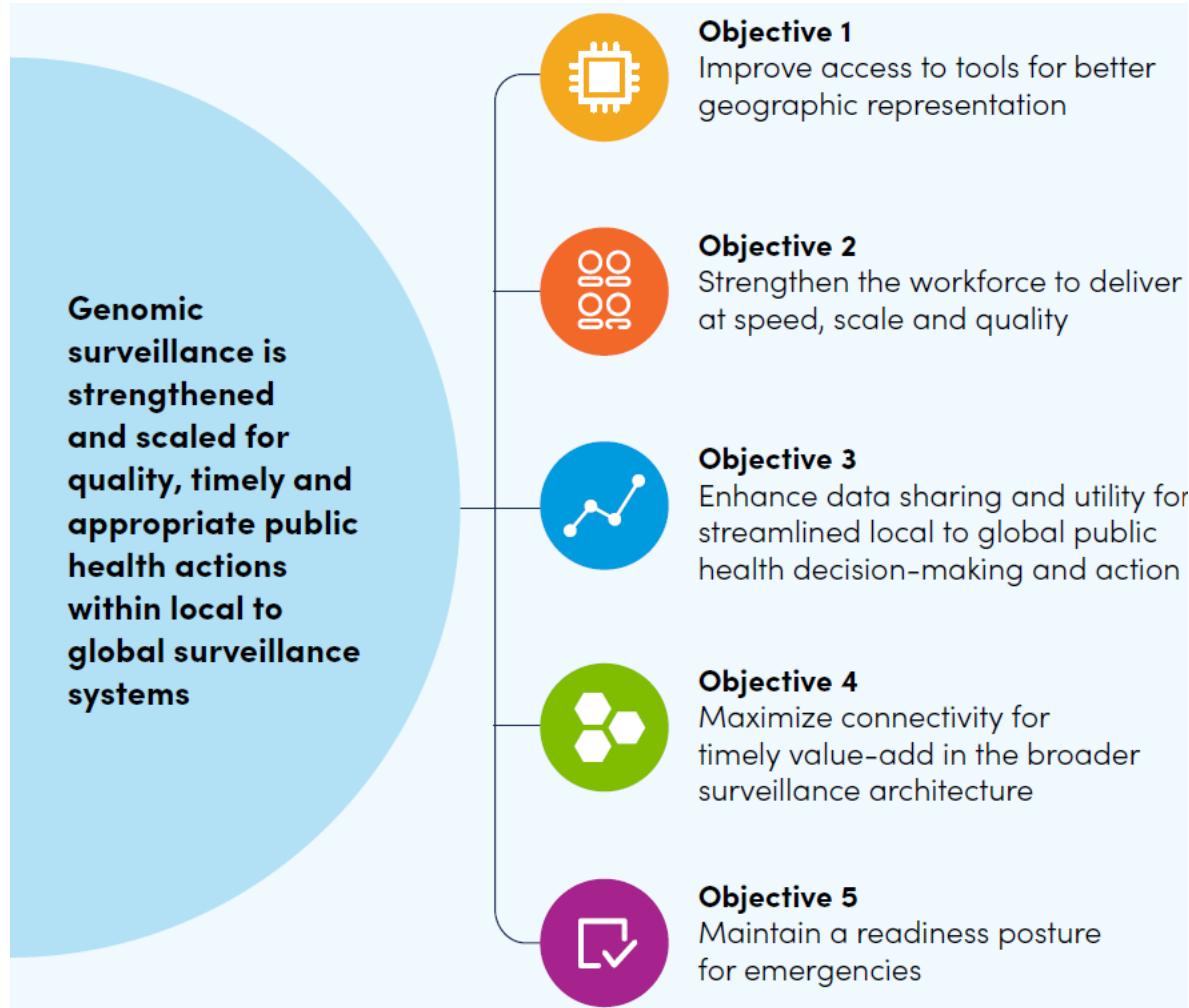 Genomic
surveillance is
strengthened
and scaled for
quality, timely and
appropriate public
health actions
within local to
global surveillance
systems
Objective 1
Improve access to tools for better
geographic representation
Objective 2
Strengthen the workforce to deliver
at speed, scale and quality
Objective 3
Enhance data sharing and utility for
streamlined local to global public
health decision-making and action
Objective 4
Maximize connectivity for
timely value-add in the broader
surveillance architecture
Objective 5
Maintain a readiness posture
for emergencies